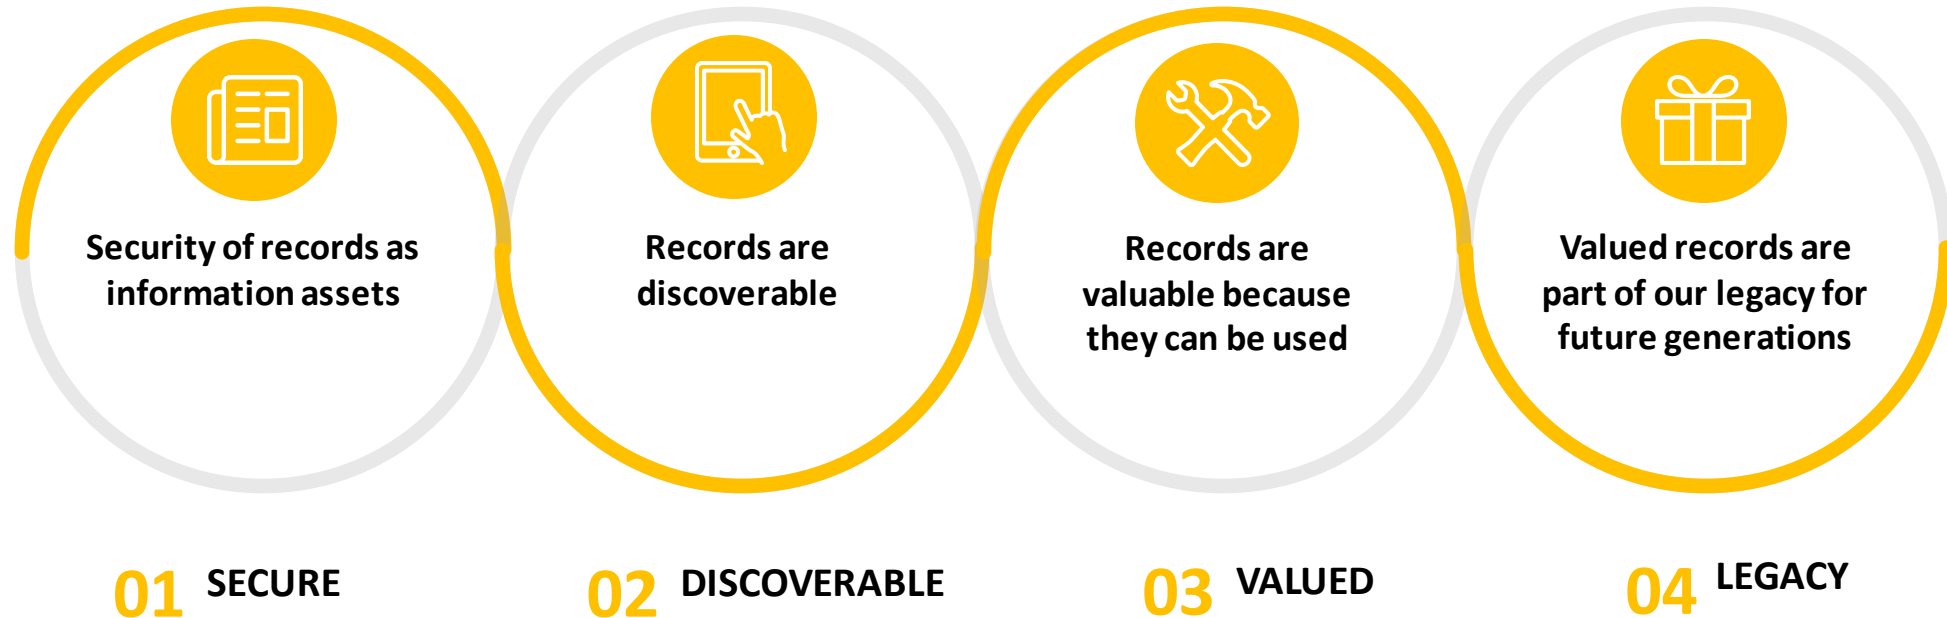 Security of records as
information assets
Records are
discoverable
Records are
valuable because
they can be used
Valued records are
part of our legacy for
future generations
01 SECURE
02 DISCOVERABLE
03 VALUED
04 LEGACY